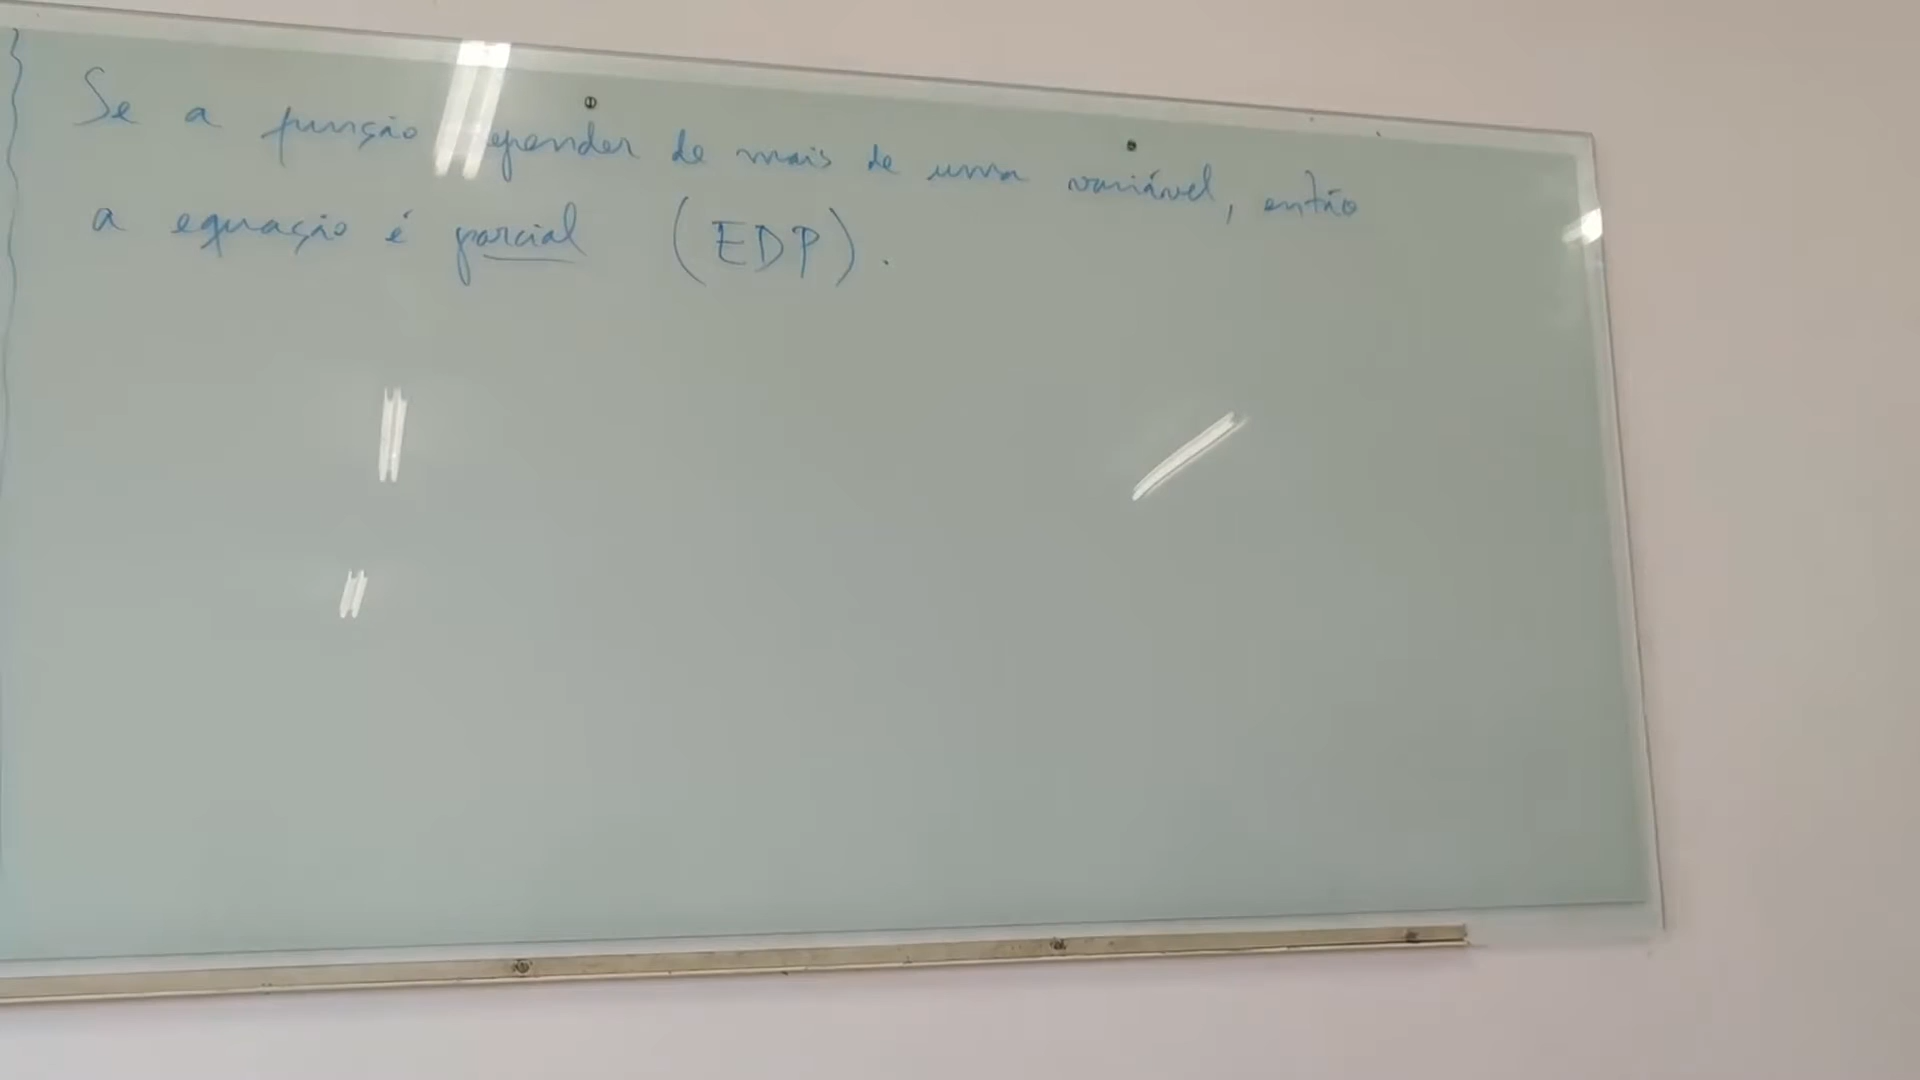 Se a função depender de mais de uma variável, então
a equação é parcial (EDP).